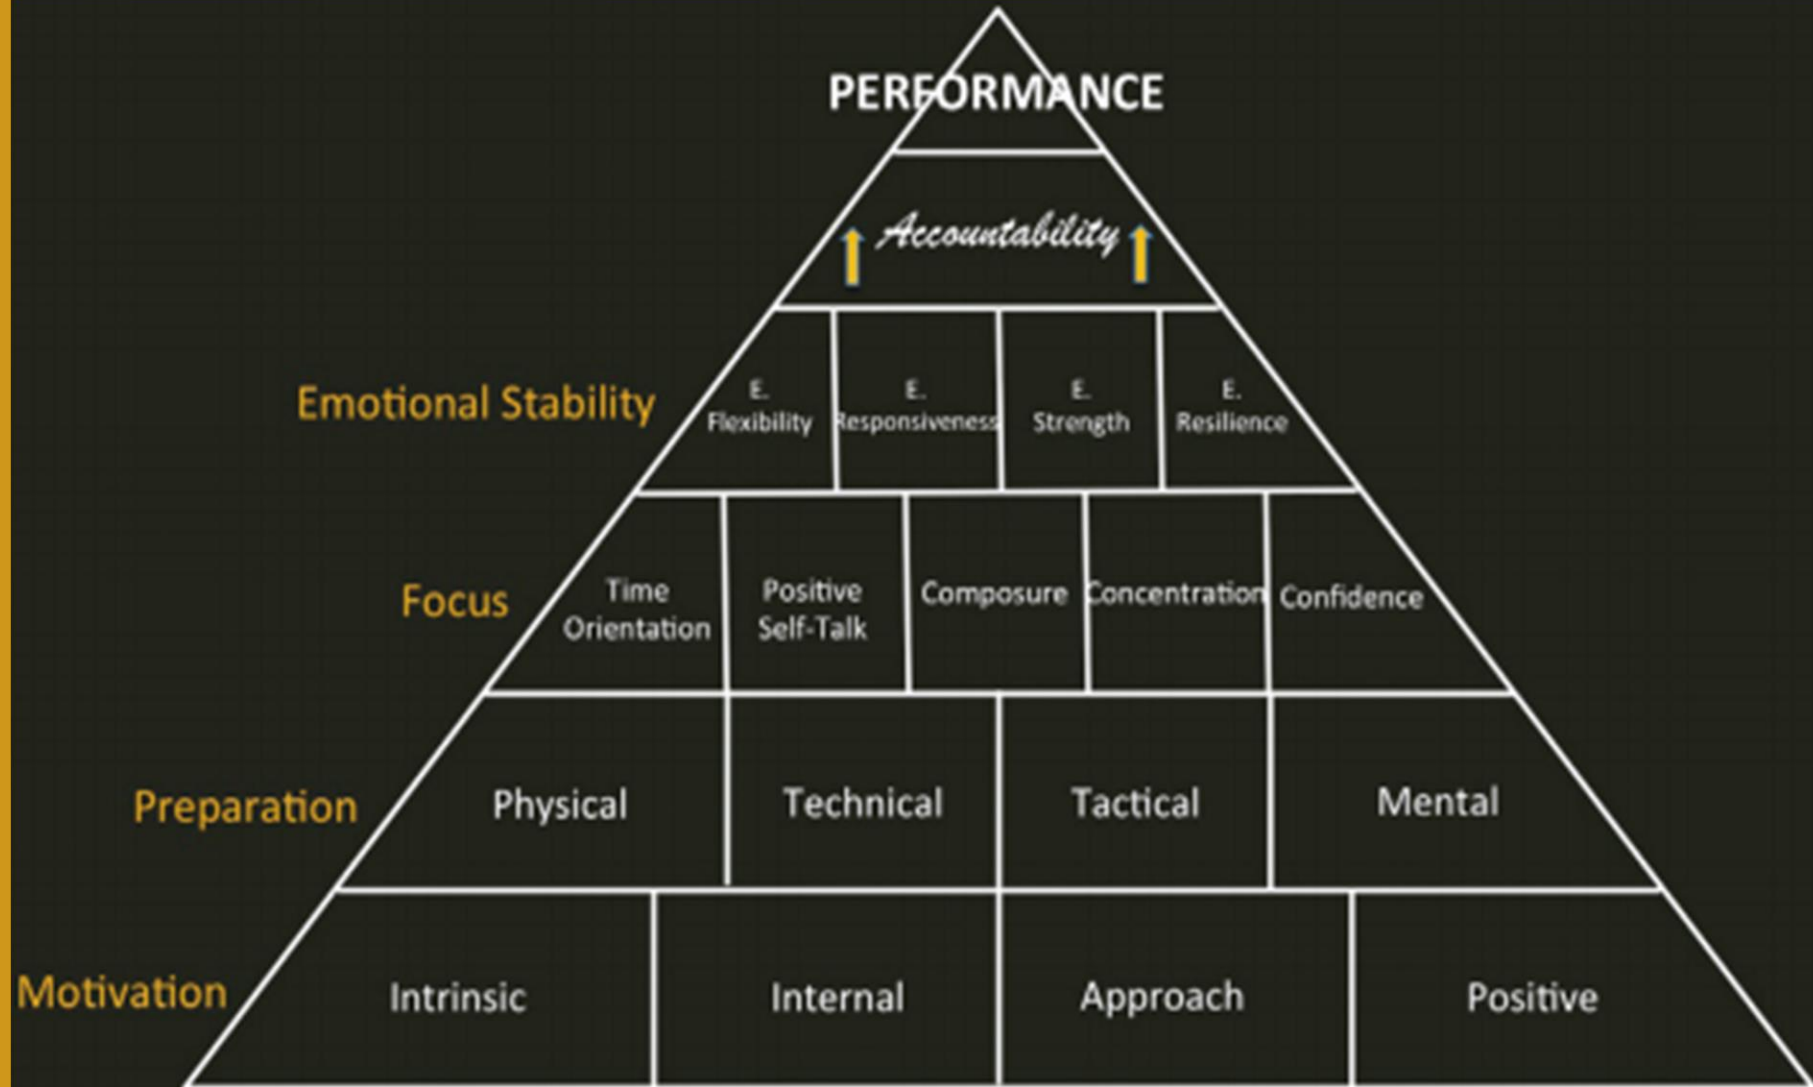 PERFORMANCE
Accountability
Emotional Stability
E.
Flexibility
E.
Responsiveness
E.
Strength
E.
Resilience
Focus
Time
Orientation
Positive
Self-Talk
Composure
Concentration
Confidence
Preparation
Physical
Technical
Tactical
Mental
Motivation
Intrinsic
Internal
Approach
Positive